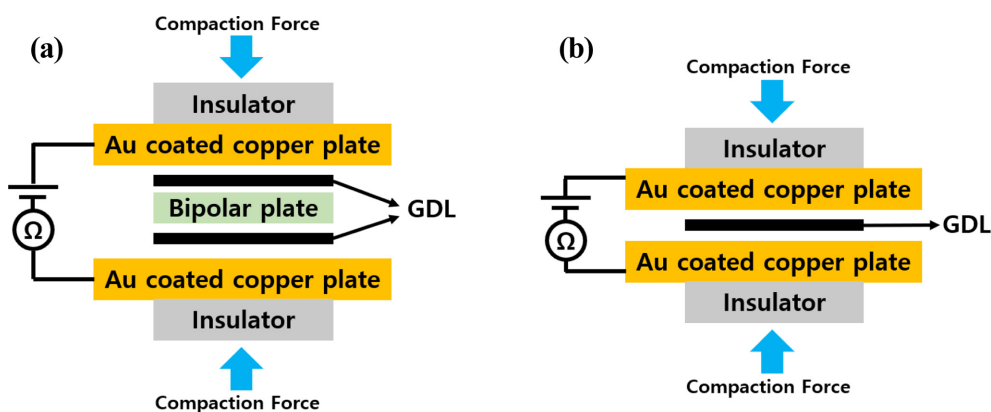 (a)
Compaction Force
Insulator
Au coated copper plate
Bipolar plate
GDL
Ω
Au coated copper plate
Insulator
Compaction Force
(b)
Compaction Force
Insulator
Au coated copper plate
Ω
GDL
Au coated copper plate
Insulator
Compaction Force